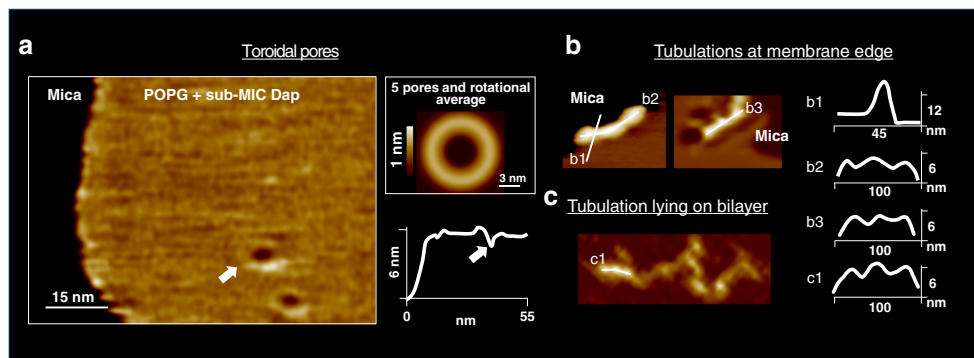 a
Toroidal pores
Mica
POPG + sub-MIC Dap
15 nm
5 pores and rotational
average
1 nm
3 nm
6 nm
0
nm
55
b
Tubulations at membrane edge
Mica
b2
b1
b3
Mica
b1
12
45
nm
b2
6
100
nm
b3
6
100
c1
6
100
nm
c
Tubulation lying on bilayer
c1